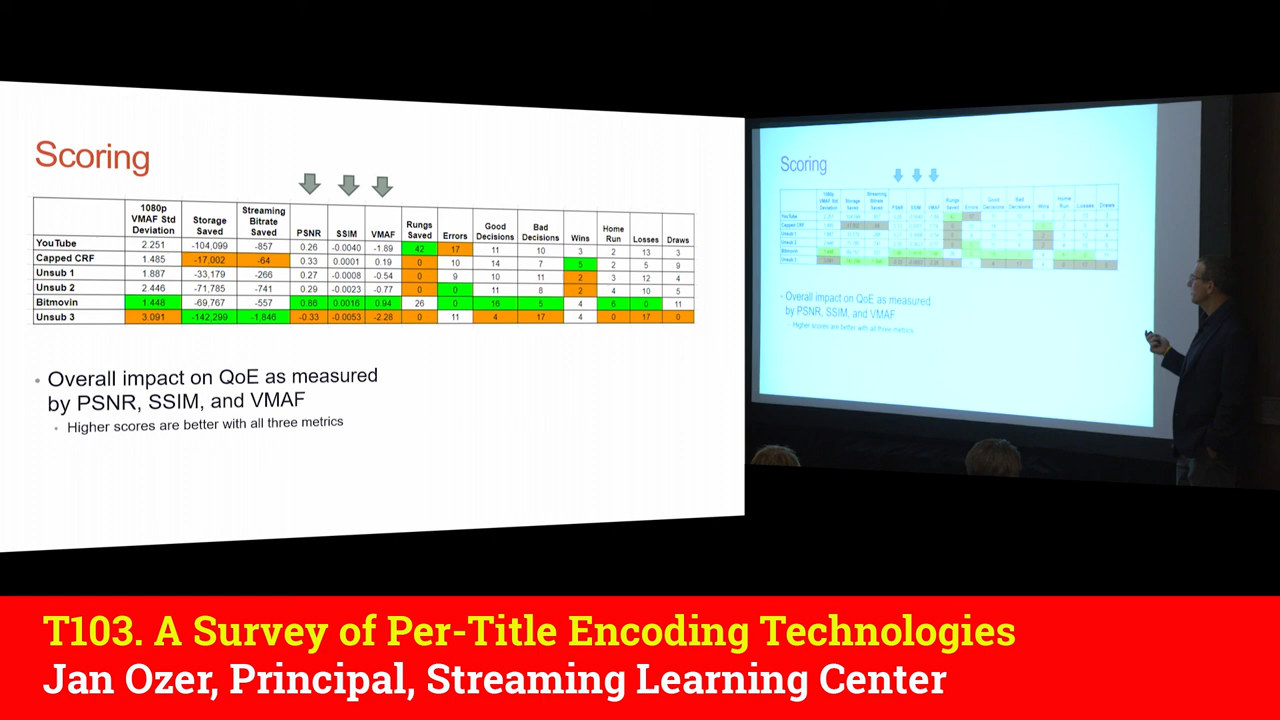 Scoring
1080p VMAF Std Deviation Storage Saved Streaming Bitrate Saved PSNR SSIM VMAF Rungs Saved Errors Good Decisions Bad Decisions Wins Home Run Losses Draws
YouTube 2.251 -104,099 -857 0.26 -0.0040 -1.89 42 17 11 10 3 2 13 3
Capped CRF 1.485 -17,002 -64 0.33 0.0001 0.19 0 10 14 7 5 2 5 9
Unsub 1 1.887 -33,179 -266 0.27 -0.0008 -0.54 0 9 10 11 2 3 12 4
Unsub 2 2.446 -71,785 -741 0.29 -0.0023 -0.77 0 0 11 8 2 4 10 5
Bitmovin 1.448 -69,767 -557 0.86 0.0016 0.94 26 0 16 5 4 6 0 11
Unsub 3 3.091 -142,299 -1,846 -0.33 -0.0053 -2.28 0 11 4 17 4 0 17 0
• Overall impact on QoE as measured
by PSNR, SSIM, and VMAF
• Higher scores are better with all three metrics
Scoring
• Overall impact on QoE as measured
by PSNR, SSIM, and VMAF
Higher scores are better with all three metrics
T103. A Survey of Per-Title Encoding Technologies
Jan Ozer, Principal, Streaming Learning Center